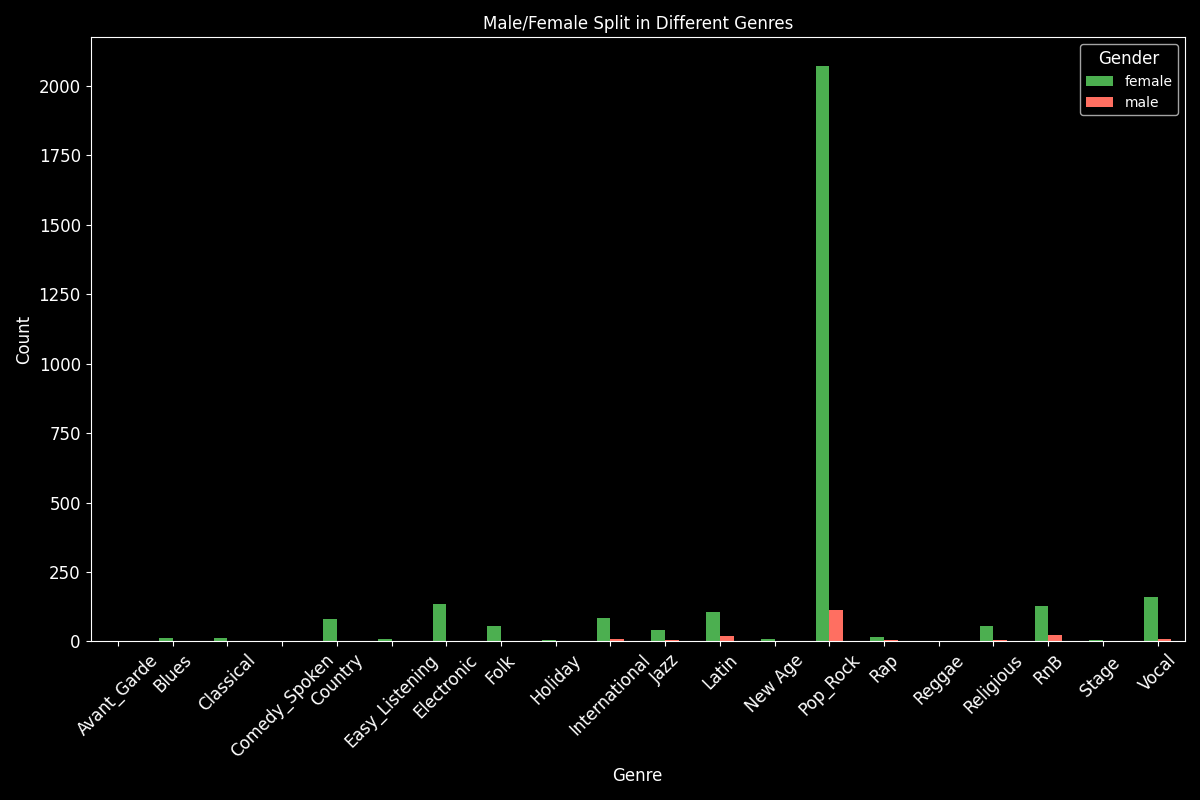 Male/Female Split in Different Genres
Gender
female
male
2000
1750
1500
1250
1000
750
500
250
0
Count
Avant_Garde
Blues
Classical
Comedy_Spoken
Country
Easy_Listening
Electronic
Folk
Holiday
International
Jazz
Latin
New Age
Pop_Rock
Rap
Reggae
Religious
RnB
Stage
Vocal
Genre